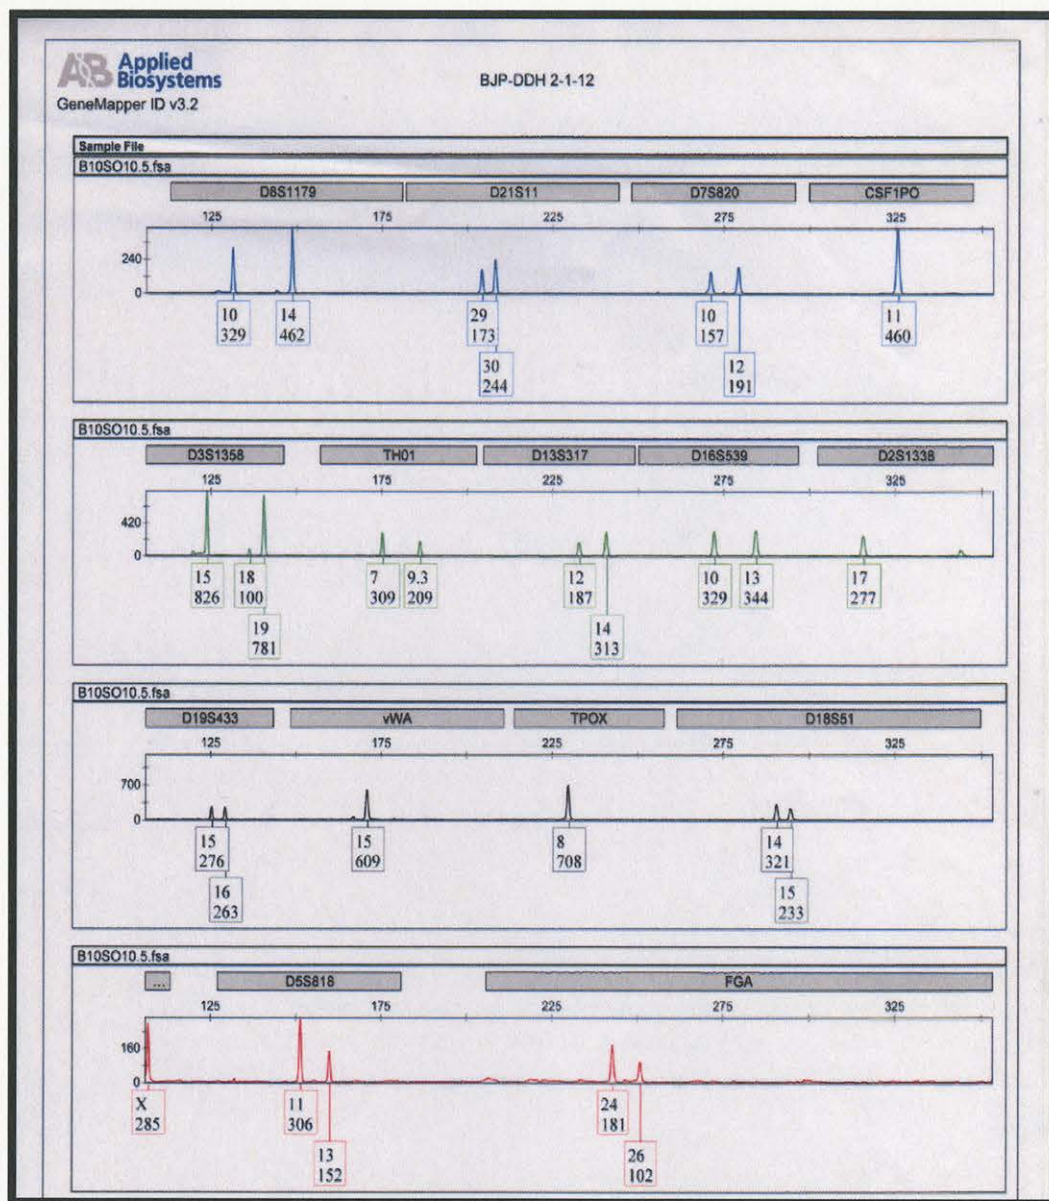 AB Applied
Biosystems
BJP-DDH 2-1-12
GeneMapper ID v3.2
Sample File
B10SO10.5.fsa
D8S1179 D21S11 D7S820 CSF1PO
125 175 225 275 325
240
0
10 14 29 10 11
329 462 173 157 460
30 12
244 191
B10SO10.5.fsa
D3S1358 TH01 D13S317 D16S539 D2S1338
125 175 225 275 325
420
0
15 18 7 9.3 12 10 13 17
826 100 309 209 187 329 344 277
19 14
781 313
B10SO10.5.fsa
D19S433 vWA TPOX D18S51
125 175 225 275 325
700
0
15 15 8 14
276 609 708 321
16 15
263 233
B10SO10.5.fsa
... D5S818 FGA
125 175 225 275 325
160
0
X 11 24
285 306 181
13 26
152 102